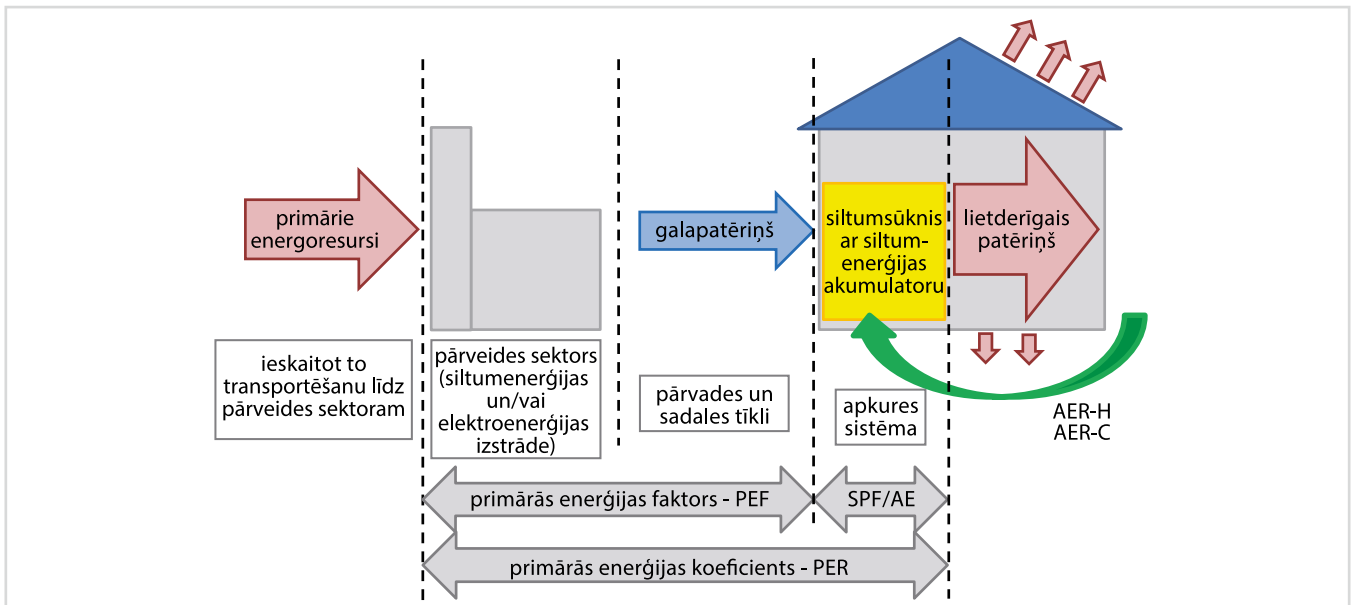 primārie
energoresursi
galapatēriņš
siltumsūknis
ar siltum-
enerģijas
akumulatoru
lietderīgais
patēriņš
ieskaitot to
transportēšanu līdz
pārveides sektoram
pārveides sektors
(siltumenerģijas
un/vai
elektroenerģijas
izstrāde)
pārvades un
sadales tīkli
apkures
sistēma
AER-H
AER-C
primārās enerģijas faktors - PEF
SPF/AE
primārās enerģijas koeficients - PER